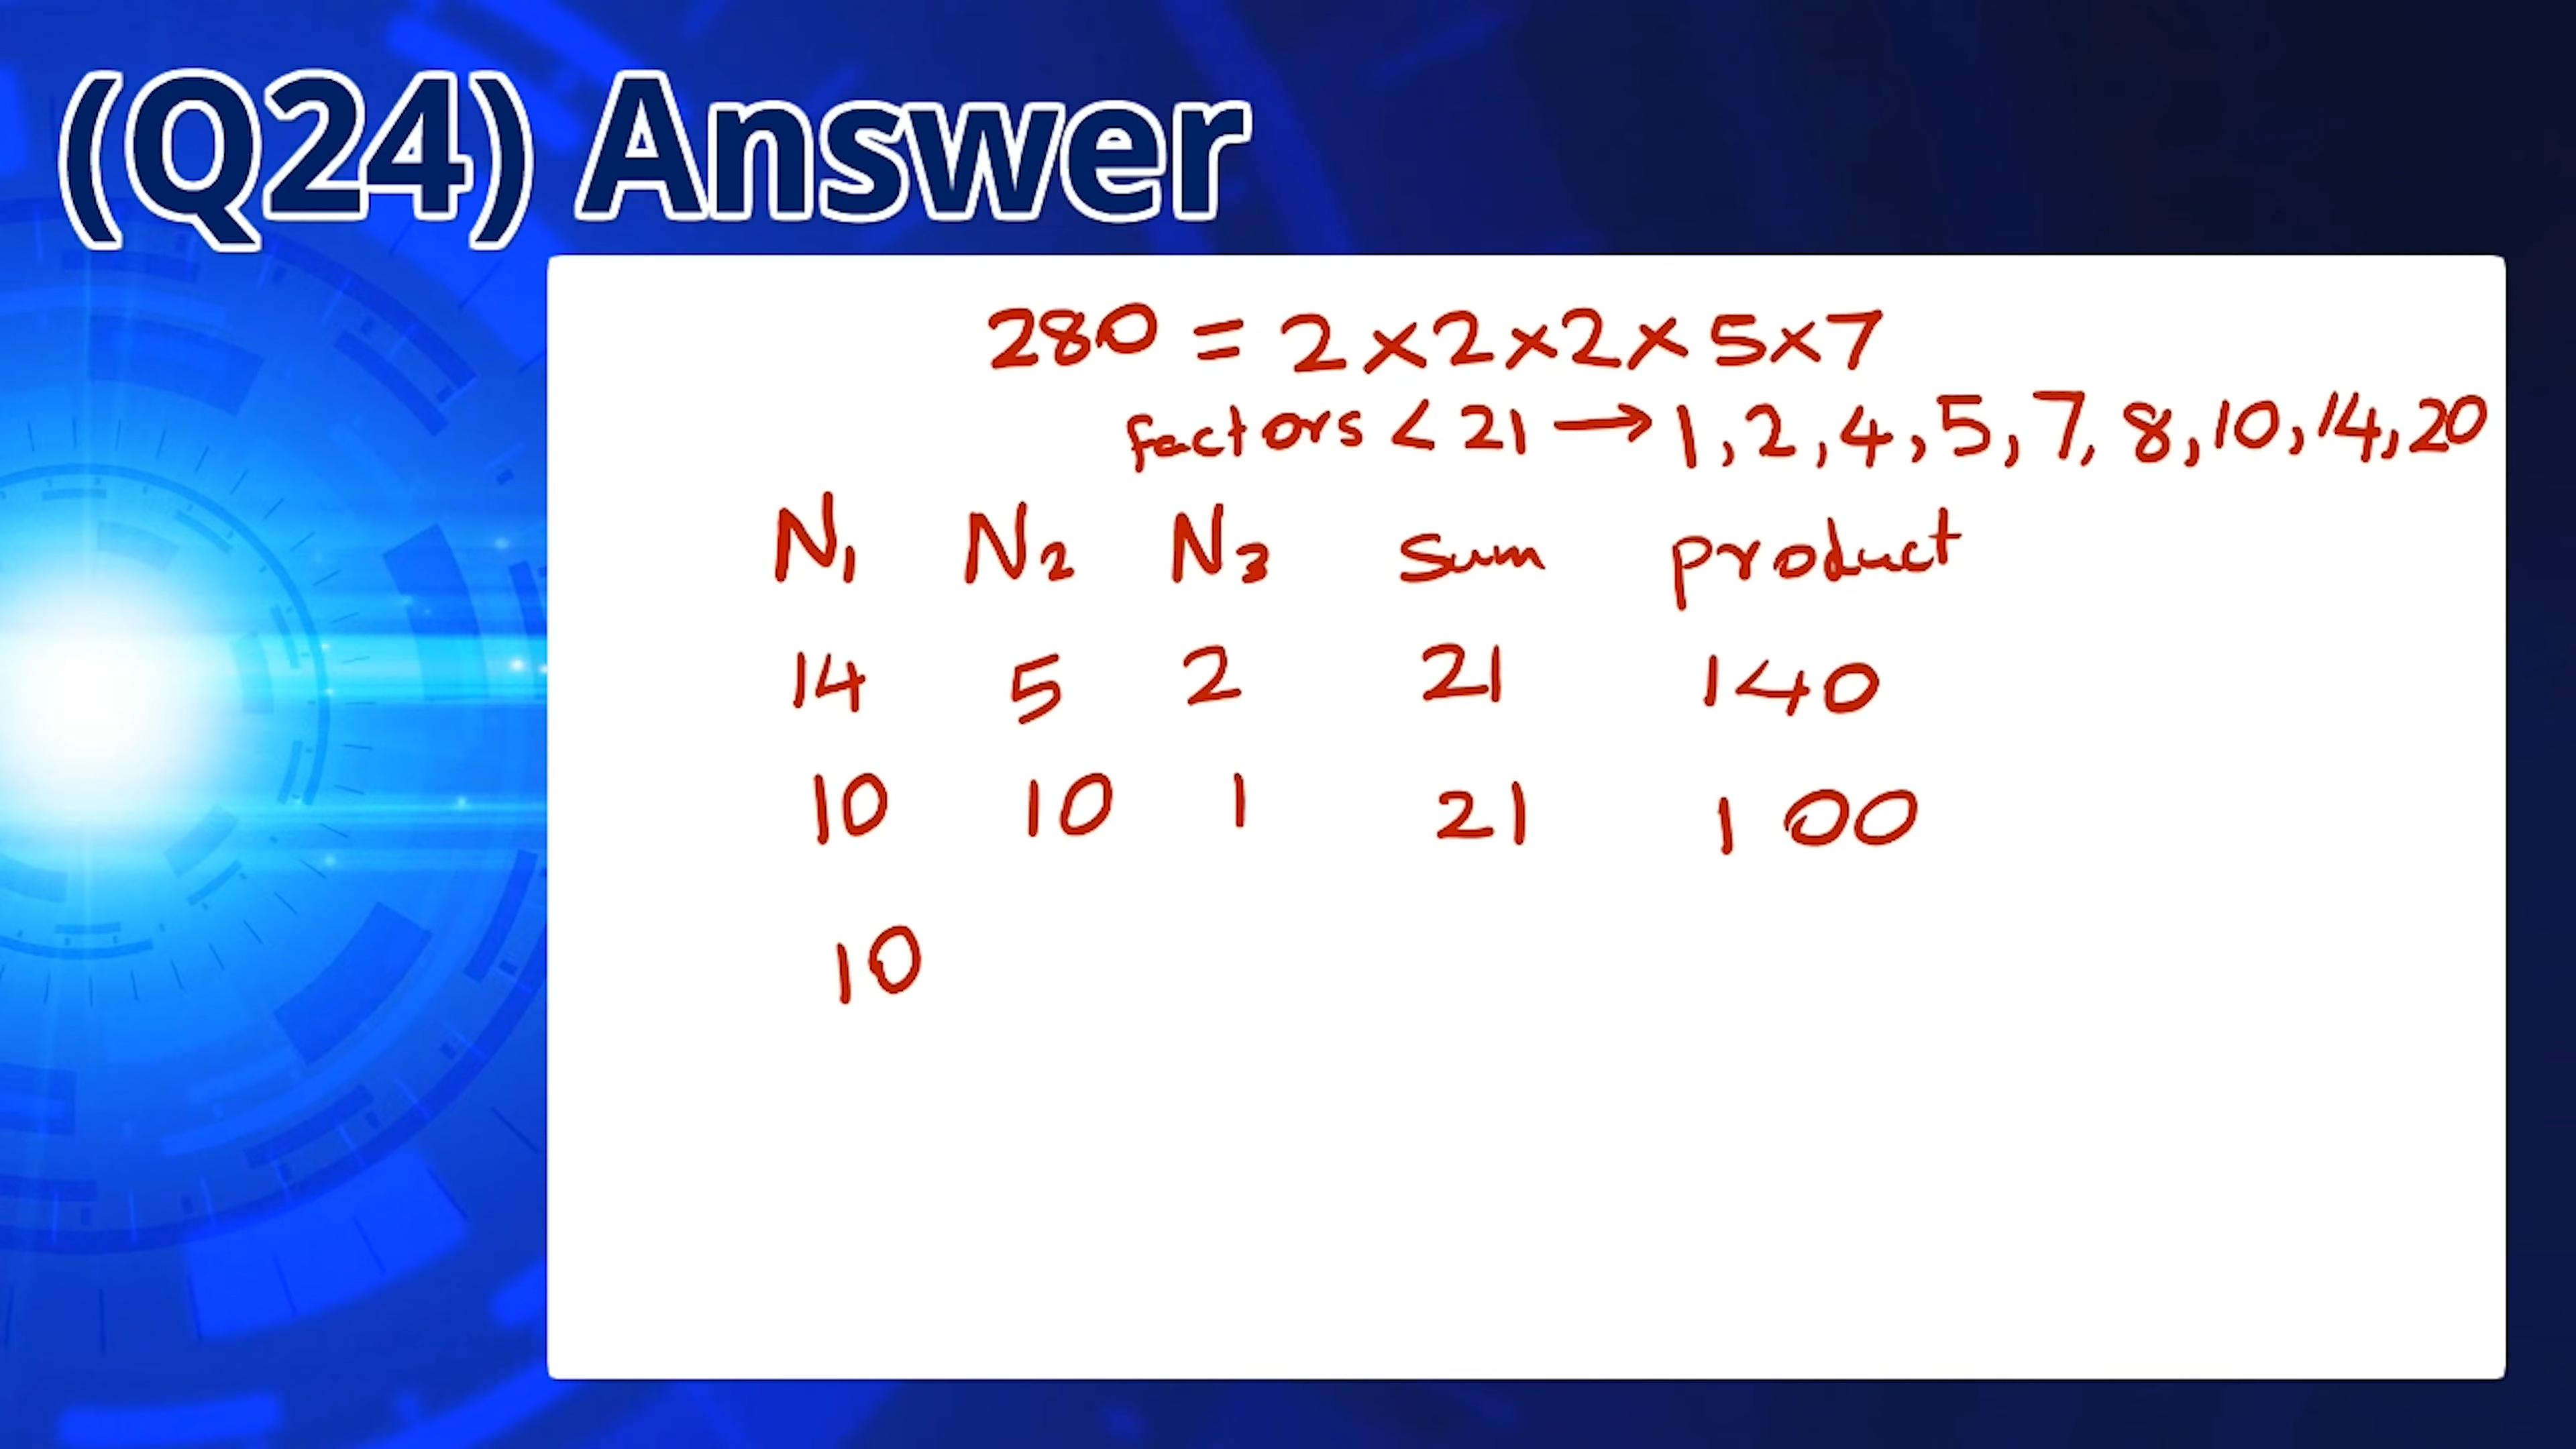 (Q24) Answer
280 = 2×2×2×5×7
factors < 21 → 1, 2, 4, 5, 7, 8, 10, 14, 20
N₁ N₂ N₃ Sum product
14 5 2 21 140
10 10 1 21 100
10